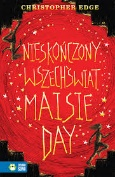 CHRISTOPHER EDGE
NIESKOŃCZONY
WSZECHŚWIAT
MAISIE
DAY